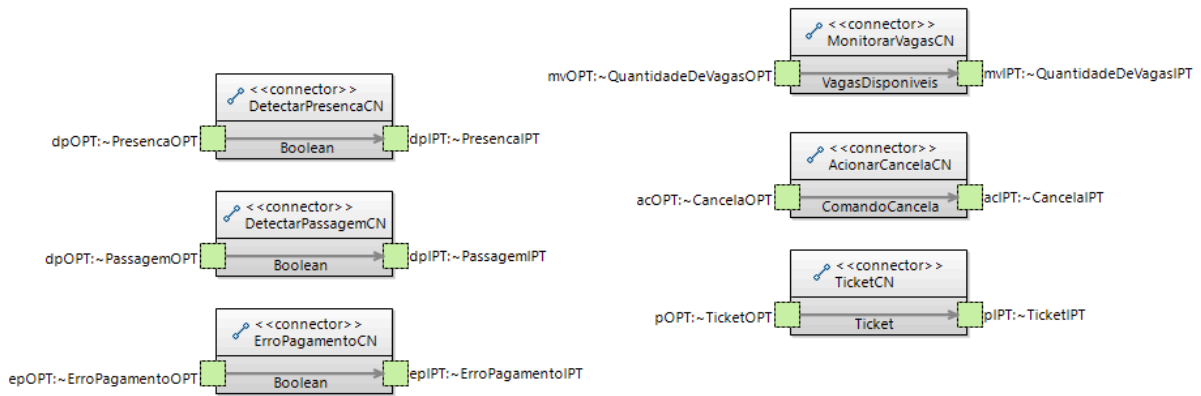 <<connector>>
DetectarPresencaCN
dpOPT:~PresencaOPT
dpIPT:~PresencaIPT
Boolean
<<connector>>
DetectarPassagemCN
dpOPT:~PassagemOPT
dpIPT:~PassagemIPT
Boolean
<<connector>>
ErroPagamentoCN
epOPT:~ErroPagamentoOPT
epIPT:~ErroPagamentoIPT
Boolean
<<connector>>
MonitorarVagasCN
mvOPT:~QuantidadeDeVagasOPT
mvIPT:~QuantidadeDeVagasIPT
VagasDisponiveis
<<connector>>
AcionarCancelaCN
acOPT:~CancelaOPT
acIPT:~CancelaIPT
ComandoCancela
<<connector>>
TicketCN
pOPT:~TicketOPT
pIPT:~TicketIPT
Ticket